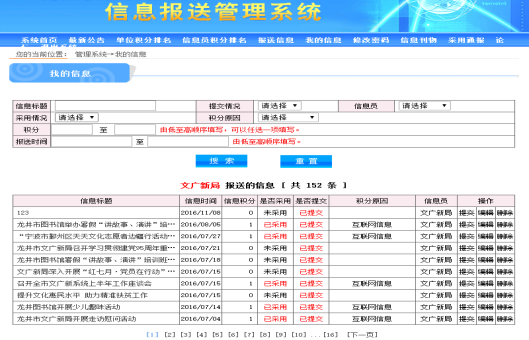 信息报送管理系统
系统首页 最新公告 单位积分排名 信息员积分排名 报送信息 我的信息 修改密码 信息刊物 采用通报 论
您的当前位置： 管理系统→我的信息
我的信息
信息标题 提交情况 请选择 信息员 请选择
采用情况 请选择 积分原因 请选择
积分 至 由低至高顺序填写，可以任选一项填写。
报送时间 至 由低至高顺序填写。
搜 索 重 置
文广新局 报送的信息 [ 共 152 条 ]
信息标题 信息时间 信息积分 是否采用 是否提交 积分原因 信息员 操作
123 2016/11/08 0 未采用 已提交 文广新局 提交 编辑 删除
龙井市图书馆举办暑假“讲故事、演讲”培… 2016/08/05 1 已采用 已提交 互联网信息 文广新局 提交 编辑 删除
“宁波市鄞州区天天文化志愿者边疆行活动… 2016/07/27 1 已采用 已提交 互联网信息 文广新局 提交 编辑 删除
龙井市文广新局召开学习贯彻建党95周年重… 2016/07/21 0 未采用 已提交 文广新局 提交 编辑 删除
龙井市图书馆暑假“讲故事、演讲”培训班… 2016/07/18 0 未采用 已提交 文广新局 提交 编辑 删除
文广新局深入开展“红七月·党员在行动”… 2016/07/15 0 未采用 已提交 文广新局 提交 编辑 删除
召开全市文广新系统上半年工作座谈会 2016/07/15 1 已采用 已提交 互联网信息 文广新局 提交 编辑 删除
提升文化惠民水平 助力精准扶贫工作 2016/07/15 0 未采用 已提交 文广新局 提交 编辑 删除
龙井图书馆开展少儿趣味活动 2016/07/14 1 已采用 已提交 互联网信息 文广新局 提交 编辑 删除
龙井市文广新局开展走访慰问活动 2016/07/04 1 已采用 已提交 互联网信息 文广新局 提交 编辑 删除
[1] [2] [3] [4] [5] [6] [7] [8] [9] [10] ...[16] [下一页]